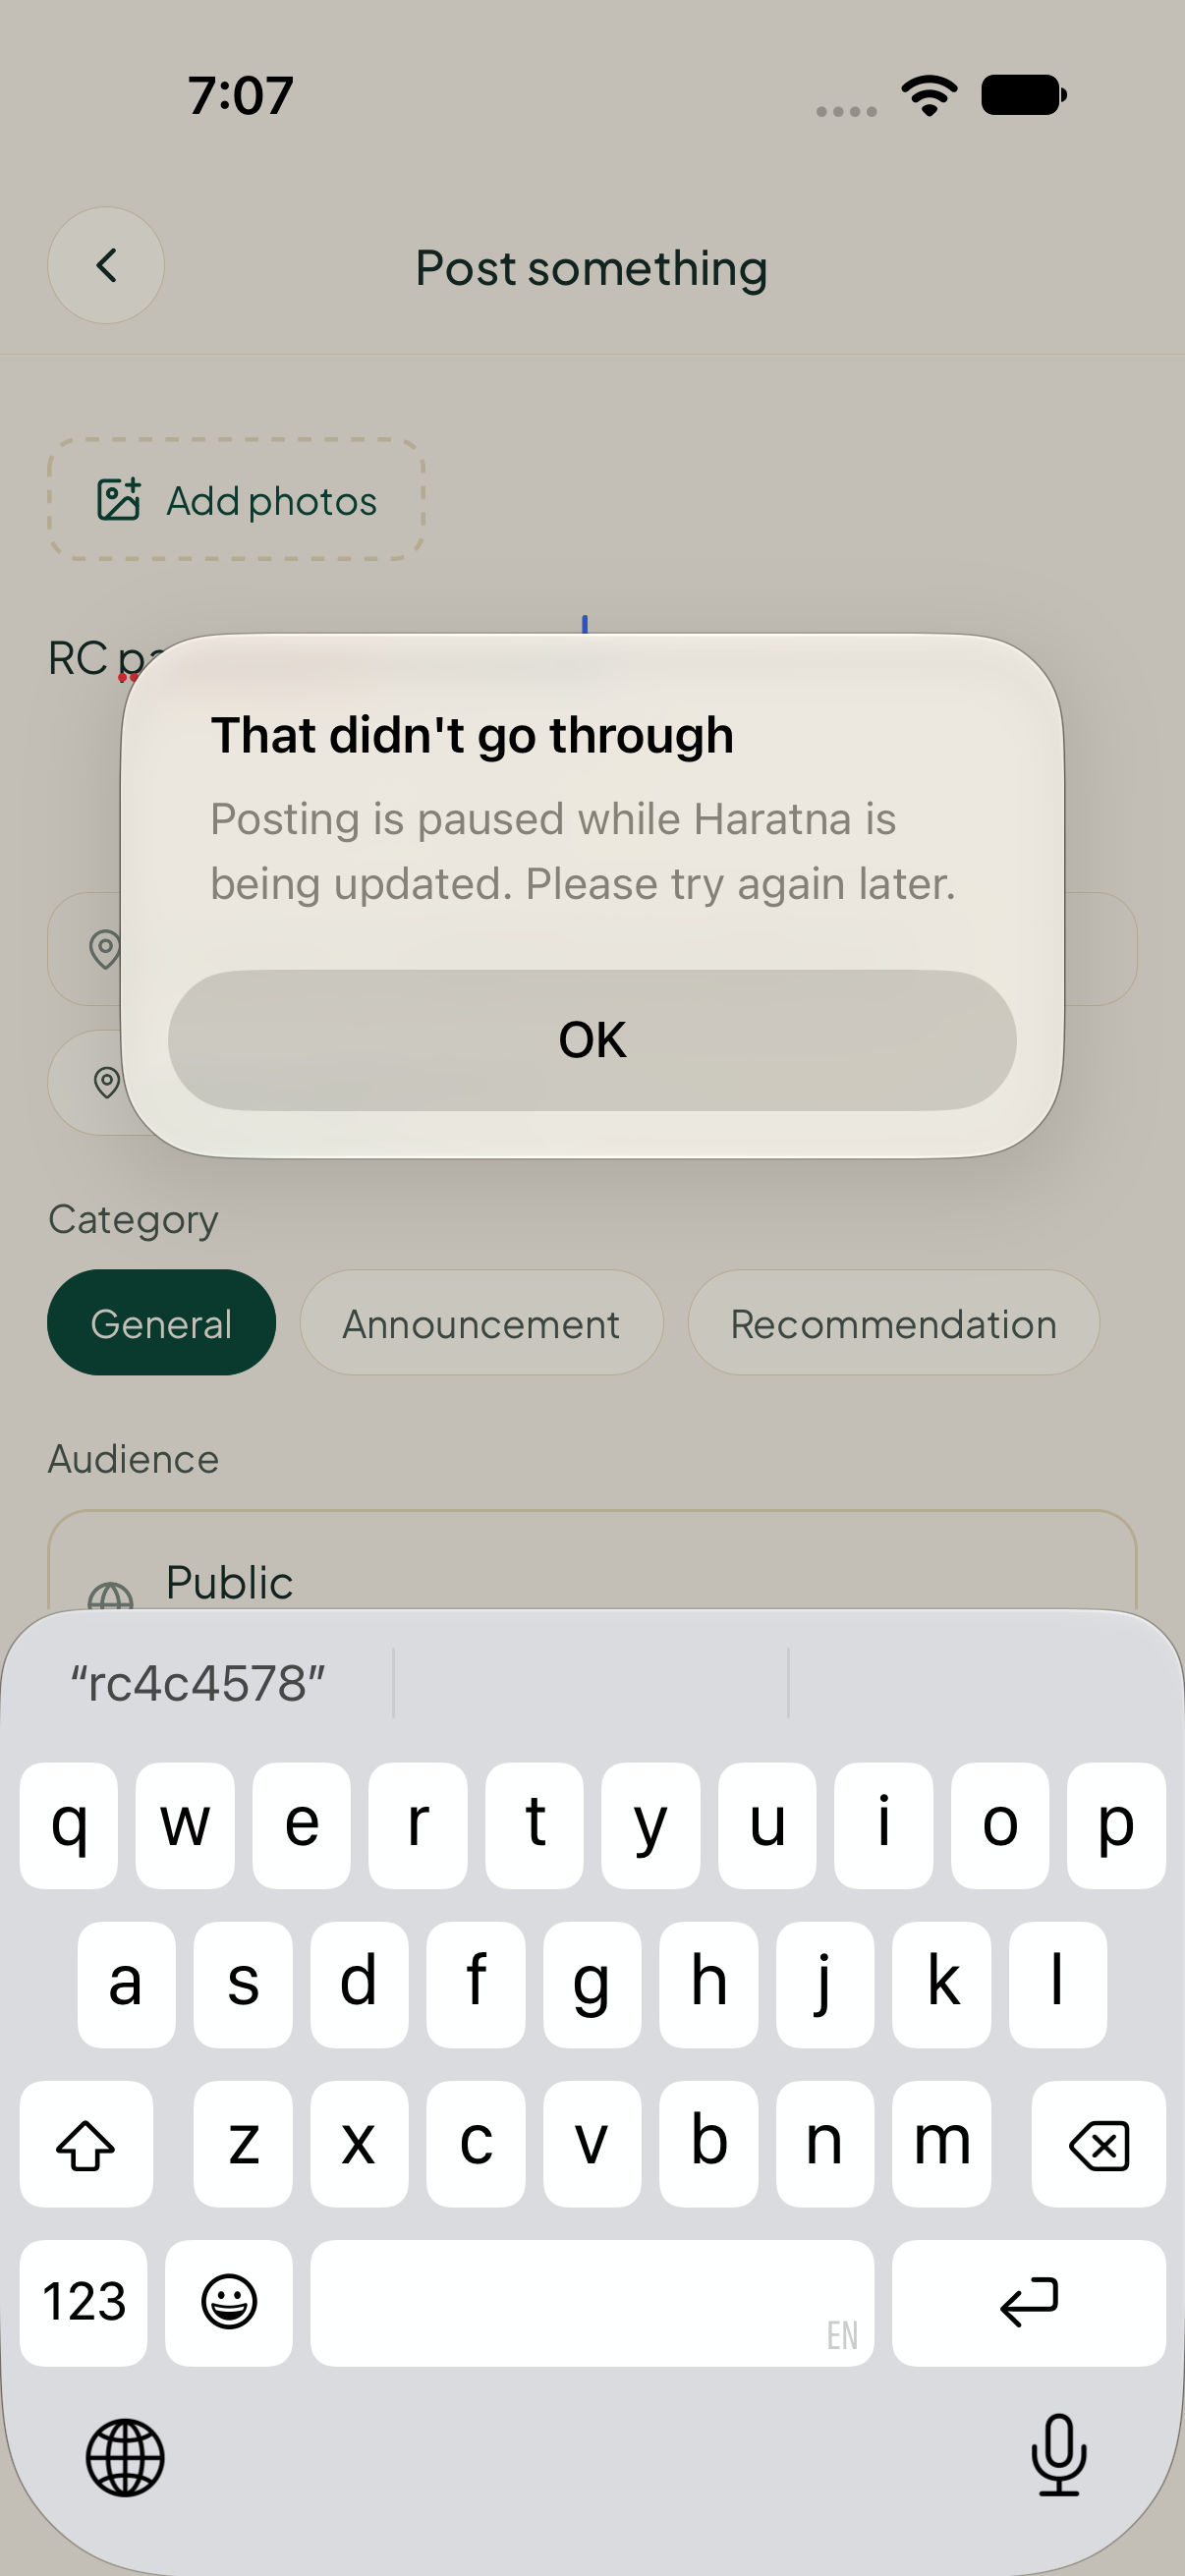 7:07
Post something
Add photos
RC
That didn't go through
Posting is paused while Haratna is
being updated. Please try again later.
OK
Category
General
Announcement
Recommendation
Audience
Public
“rc4c4578”
q w e r t y u i o p
a s d f g h j k l
z x c v b n m
123
EN